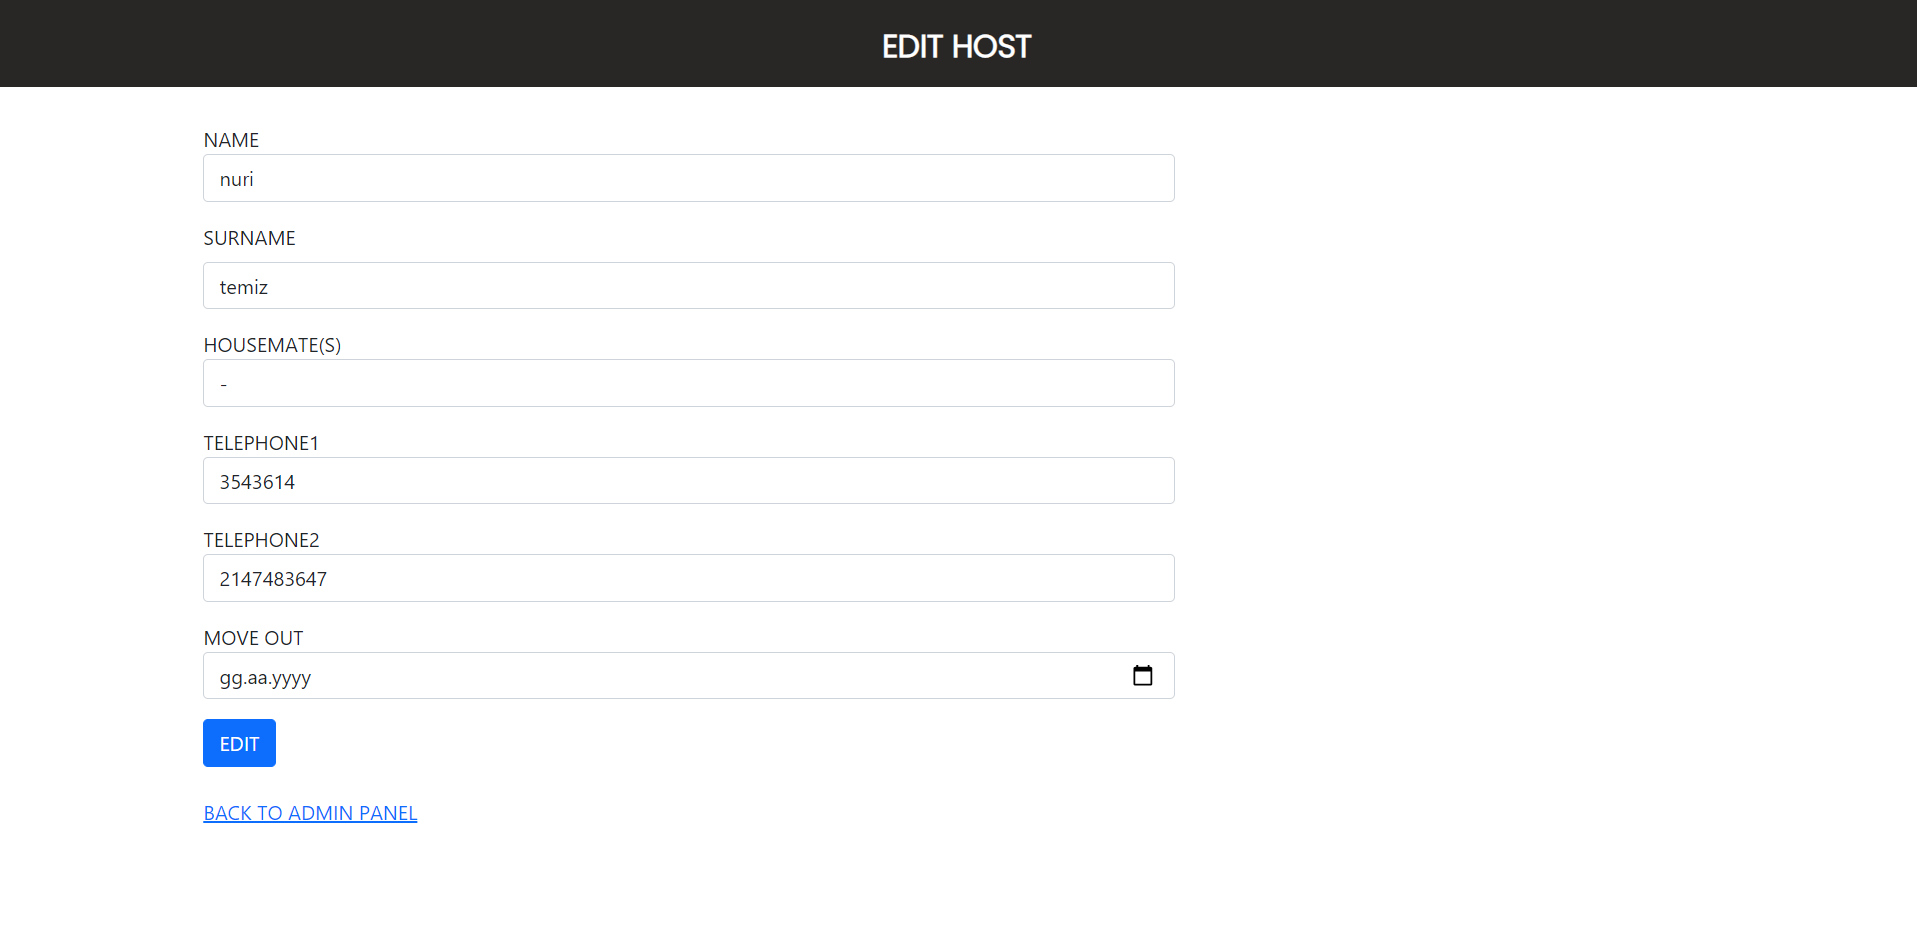 EDIT HOST
NAME
nuri
SURNAME
temiz
HOUSEMATE(S)
-
TELEPHONE1
3543614
TELEPHONE2
2147483647
MOVE OUT
gg.aa.yyyy
EDIT
BACK TO ADMIN PANEL